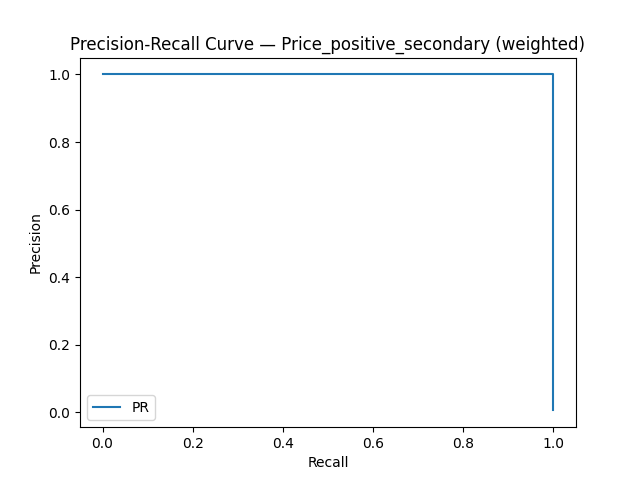 Precision-Recall Curve — Price_positive_secondary (weighted)
1.0
0.8
0.6
0.4
0.2
0.0
Precision
PR
0.0 0.2 0.4 0.6 0.8 1.0
Recall